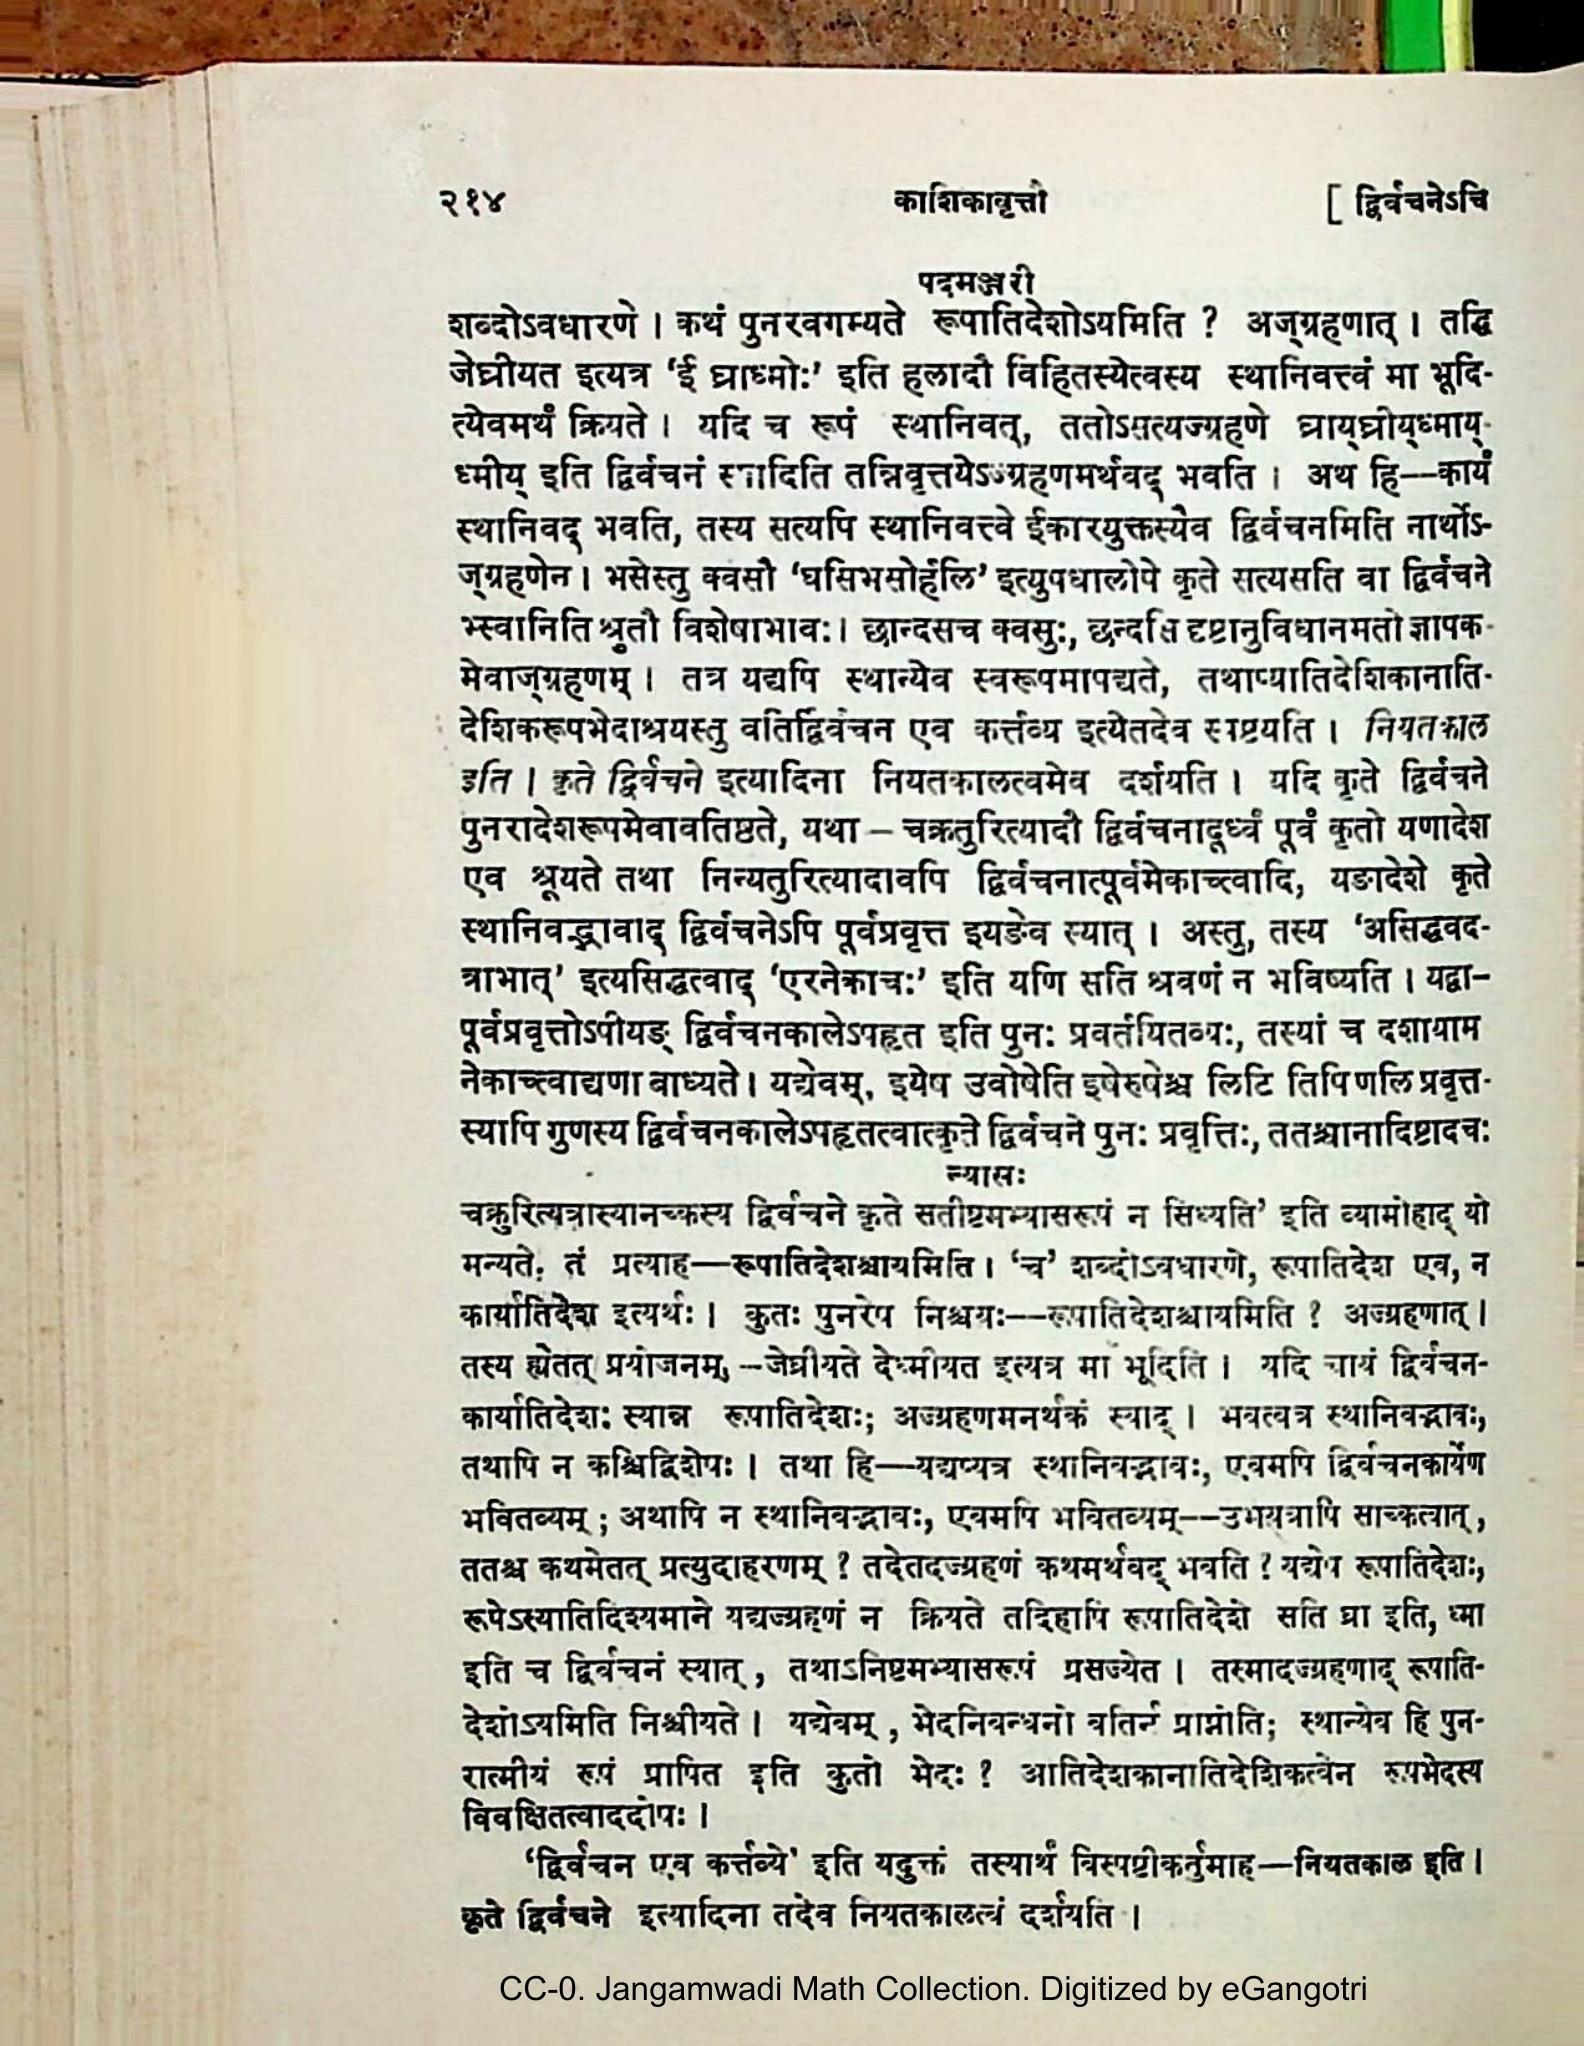 २१४ काशिकावृत्तौ [ द्विर्वचनेऽचि
पदमञ्जरी
शब्दोऽवधारणे । कथं पुनरवगम्यते रूपातिदेशोऽयमिति ? अज्ग्रहणात् । तद्धि
जेघ्रीयत इत्यत्र ‘ई घ्राध्मोः’ इति हलादौ विहितस्येत्वस्य स्थानिवत्त्वं मा भूदि-
त्येवमर्थं क्रियते । यदि च रूपं स्थानिवत्, ततोऽसत्यज्ग्रहणे घ्राय्घ्रीय्ध्माय्-
ध्मीय् इति द्विर्वचनं स्यादिति तन्निवृत्तयेऽज्ग्रहणमर्थवद् भवति । अथ हि--कार्यं
स्थानिवद् भवति, तस्य सत्यपि स्थानिवत्त्वे ईकारयुक्तस्यैव द्विर्वचनमिति नार्थोऽ-
ज्ग्रहणेन । भसेस्तु क्वसौ ‘घसिभसोर्हलि’ इत्युपधालोपे कृते सत्यसति वा द्विर्वचने
भ्स्वानिति श्रुतौ विशेषाभावः। छान्दसच क्वसुः, छन्दसि दृष्टानुविधानमतो ज्ञापक-
मेवाज्ग्रहणम् । तत्र यद्यपि स्थान्येव स्वरूपमापद्यते, तथाप्यातिदेशिकानाति-
देशिकरूपभेदाश्रयस्तु वतिर्द्विर्वचन एव कर्त्तव्य इत्येतदेव स्पष्टयति । नियतकाल
इति । कृते द्विर्वचने इत्यादिना नियतकालत्वमेव दर्शयति । यदि कृते द्विर्वचने
पुनरादेशरूपमेवावतिष्ठते, यथा – चक्रतुरित्यादौ द्विर्वचनादूर्ध्वं पूर्वं कृतो यणादेश
एव श्रूयते तथा निन्यतुरित्यादावपि द्विर्वचनात्पूर्वमेकाच्त्वादि, यङादेशे कृते
स्थानिवद्भावाद् द्विर्वचनेऽपि पूर्वप्रवृत्त इयङेव स्यात् । अस्तु, तस्य ‘असिद्धवद-
त्राभात्’ इत्यसिद्धत्वाद् ‘एरनेकाचः’ इति यणि सति श्रवणं न भविष्यति । यद्वा–
पूर्वप्रवृत्तोऽपीयङ् द्विर्वचनकालेऽपहृत इति पुनः प्रवर्तयितव्यः, तस्यां च दशायाम
नेकाच्त्वाद्यणा बाध्यते । यद्येवम्, इयेष उवोषेति इषेरुषेश्च लिटि तिपि णलि प्रवृत्त-
स्यापि गुणस्य द्विर्वचनकालेऽपहृतत्वात्कृते द्विर्वचने पुनः प्रवृत्तिः, ततश्चानादिष्टादचः
न्यासः
चक्रुरित्यत्रास्यानच्कस्य द्विर्वचने कृते सतीष्टमभ्यासरूपं न सिध्यति’ इति व्यामोहाद् यो
मन्यते, तं प्रत्याह—रूपातिदेशश्चायमिति । ‘च’ शब्दोऽवधारणे, रूपातिदेश एव, न
कार्यातिदेश इत्यर्थः । कुतः पुनरेष निश्चयः--रूपातिदेशश्चायमिति ? अज्ग्रहणात् ।
तस्य ह्येतत् प्रयोजनम्, –जेघ्रीयते देध्मीयत इत्यत्र मा भूदिति । यदि चायं द्विर्वचन-
कार्यातिदेशः स्यान्न रूपातिदेशः; अज्ग्रहणमनर्थकं स्याद् । भवत्वत्र स्थानिवद्भावः,
तथापि न कश्चिद्विशेषः । तथा हि—यद्यप्यत्र स्थानिवद्भावः, एवमपि द्विर्वचनकार्येण
भवितव्यम् ; अथापि न स्थानिवद्भावः, एवमपि भवितव्यम्--उभयत्रापि साच्कत्वात्,
ततश्च कथमेतत् प्रत्युदाहरणम् ? तदेतदज्ग्रहणं कथमर्थवद् भवति ? यद्येष रूपातिदेशः,
रूपेऽस्यातिदिश्यमाने यद्यज्ग्रहणं न क्रियते तदिहापि रूपातिदेशे सति घ्रा इति, ध्मा
इति च द्विर्वचनं स्यात् , तथाऽनिष्टमभ्यासरूपं प्रसज्येत । तस्मादज्ग्रहणाद् रूपाति-
देशोऽयमिति निश्चीयते । यद्येवम् , भेदनिबन्धनो वतिर्न प्राप्नोति; स्थान्येव हि पुन-
रात्मीयं रूपं प्रापित इति कुतो भेदः ? आतिदेशकानातिदेशिकत्वेन रूपभेदस्य
विवक्षितत्वाददोषः ।
‘द्विर्वचन एव कर्त्तव्ये’ इति यदुक्तं तस्यार्थं विस्पष्टीकर्तुमाह—नियतकाल इति ।
कृते द्विर्वचने इत्यादिना तदेव नियतकालत्वं दर्शयति ।
CC-0. Jangamwadi Math Collection. Digitized by eGangotri